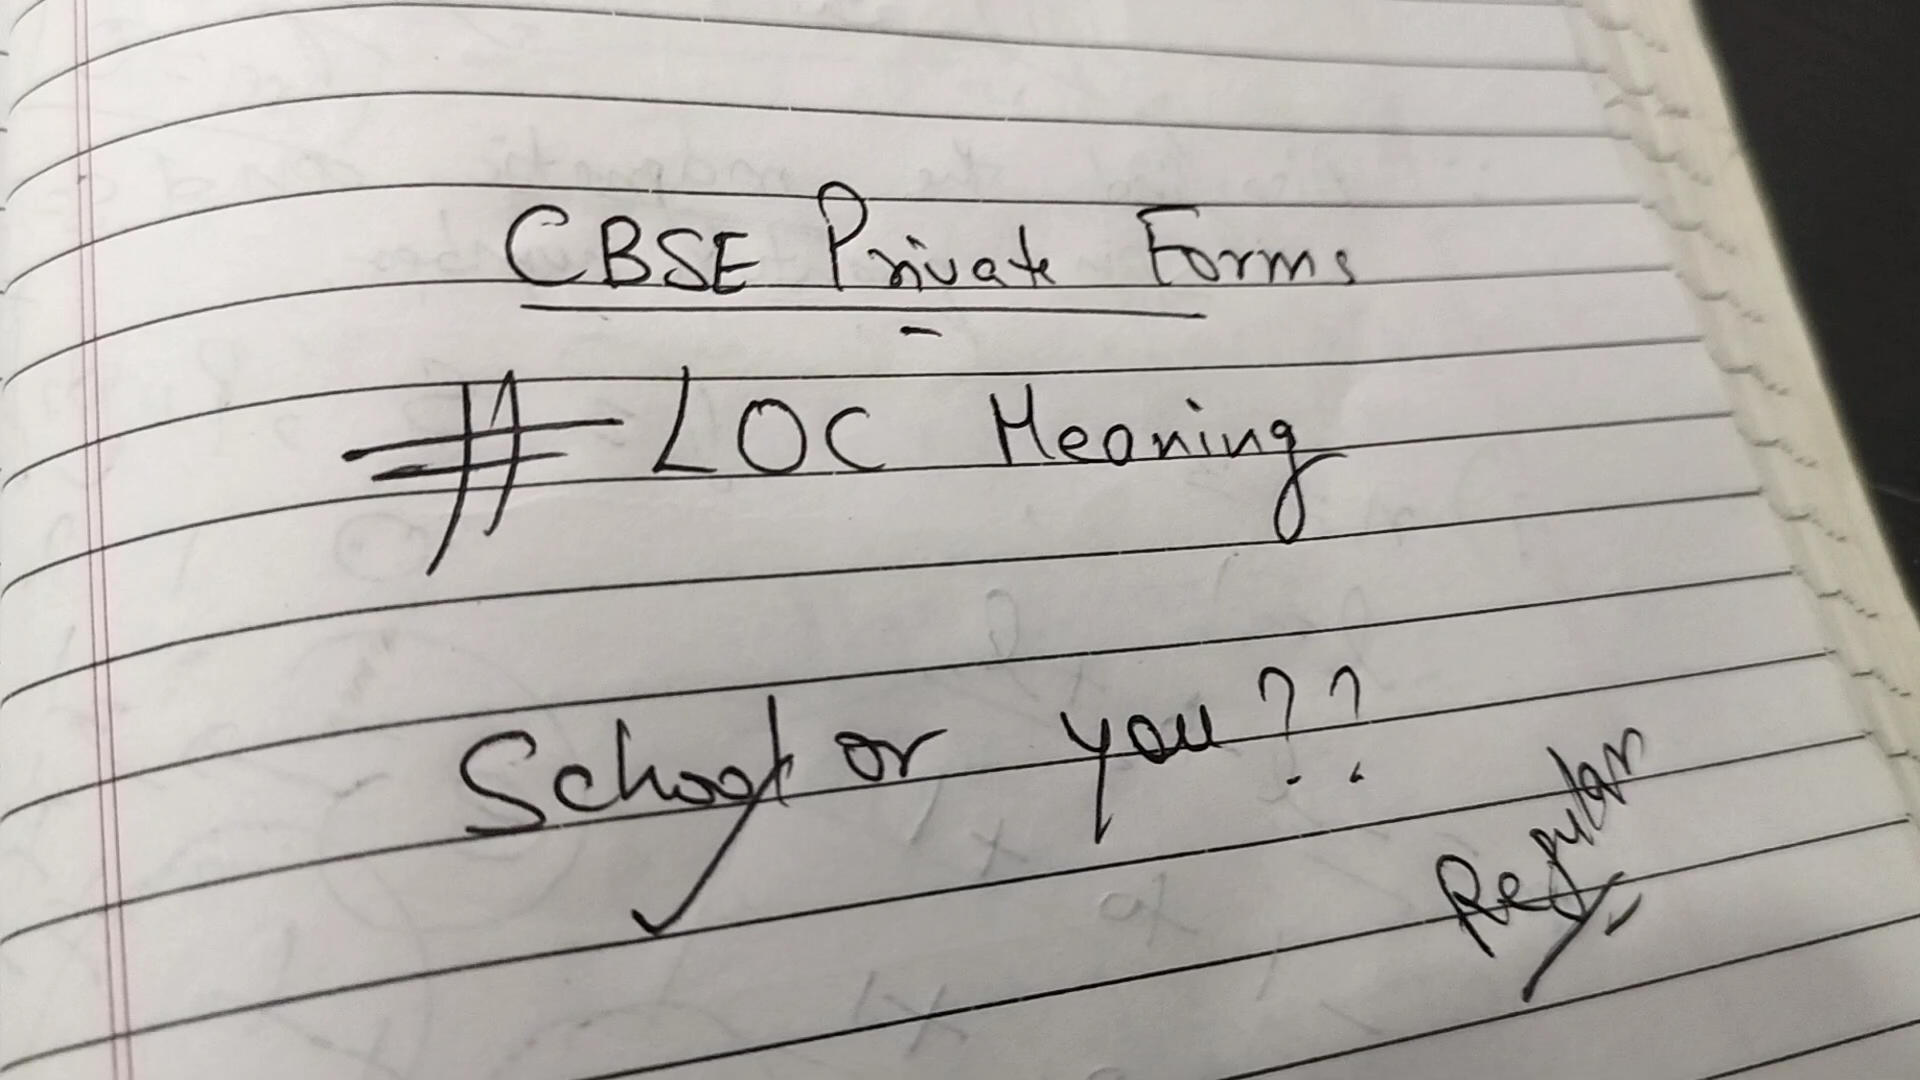 CBSE Private Forms
# LOC Meaning
School or you??
Regular